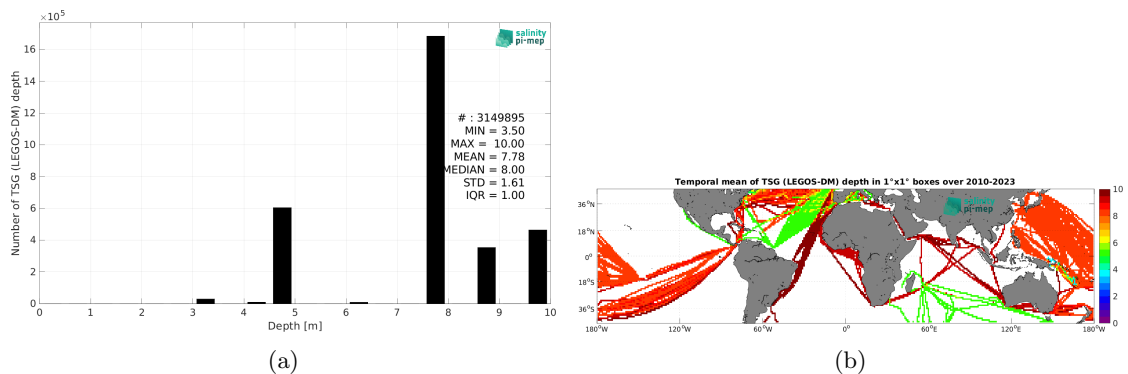 ×10⁵
16
14
12
10
8
6
4
2
0
Number of TSG (LEGOS-DM) depth
salinity
pi-mep
# : 3149895
MIN = 3.50
MAX = 10.00
MEAN = 7.78
MEDIAN = 8.00
STD = 1.61
IQR = 1.00
0 1 2 3 4 5 6 7 8 9 10
Depth [m]
(a)
Temporal mean of TSG (LEGOS-DM) depth in 1°x1° boxes over 2010-2023
salinity
pi-mep
36°N
18°N
0°
18°S
36°S
180°W 120°W 60°W 0° 60°E 120°E 180°W
10
8
6
4
2
0
(b)